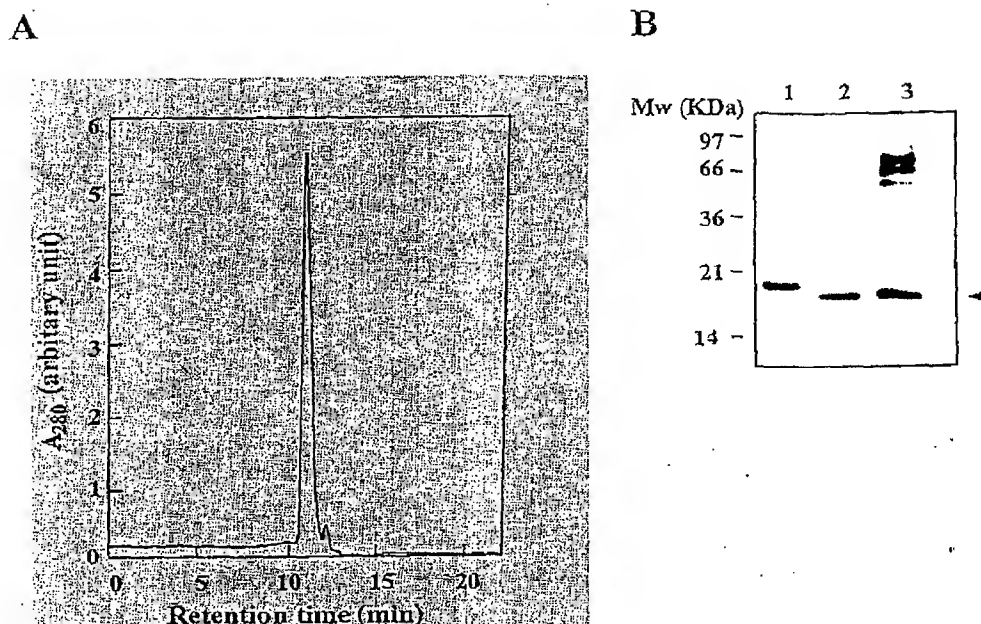 A
6
5
4
3
2
1
0
A280 (arbitary unit)
0 5 10 15 20
Retention time (min)
B
Mw (KDa) 1 2 3
97 –
66 –
36 –
21 –
14 –